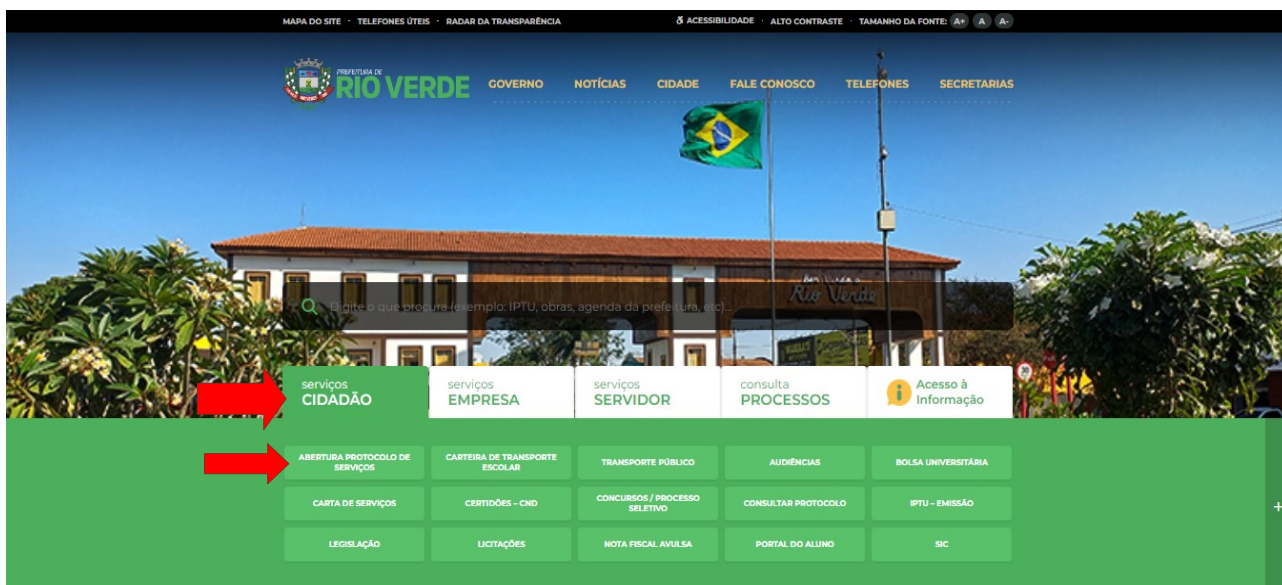 MAPA DO SITE · TELEFONES ÚTEIS · RADAR DA TRANSPARÊNCIA
ACESSIBILIDADE · ALTO CONTRASTE · TAMANHO DA FONTE: A+ A A-
PREFEITURA DE
RIO VERDE
GOVERNO NOTÍCIAS CIDADE FALE CONOSCO TELEFONES SECRETARIAS
Rio Verde
Digite o que procura (exemplo: IPTU, obras, agenda da prefeitura, etc)...
30
serviços
CIDADÃO
serviços
EMPRESA
serviços
SERVIDOR
consulta
PROCESSOS
i
Acesso à
Informação
ABERTURA PROTOCOLO DE
SERVIÇOS
CARTEIRA DE TRANSPORTE
ESCOLAR
TRANSPORTE PÚBLICO
AUDIÊNCIAS
BOLSA UNIVERSITÁRIA
CARTA DE SERVIÇOS
CERTIDÕES – CND
CONCURSOS / PROCESSO
SELETIVO
CONSULTAR PROTOCOLO
IPTU – EMISSÃO
LEGISLAÇÃO
LICITAÇÕES
NOTA FISCAL AVULSA
PORTAL DO ALUNO
SIC
+